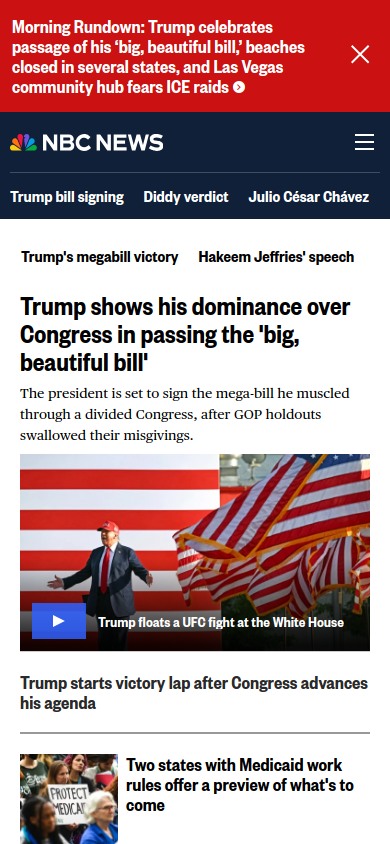 Morning Rundown: Trump celebrates
passage of his ‘big, beautiful bill,’ beaches
closed in several states, and Las Vegas
community hub fears ICE raids
NBC NEWS
Trump bill signing Diddy verdict Julio César Chávez
Trump's megabill victory Hakeem Jeffries' speech
Trump shows his dominance over
Congress in passing the 'big,
beautiful bill'
The president is set to sign the mega-bill he muscled
through a divided Congress, after GOP holdouts
swallowed their misgivings.
Trump floats a UFC fight at the White House
Trump starts victory lap after Congress advances
his agenda
Two states with Medicaid work
rules offer a preview of what's to
come
PROTECT
MEDICAI